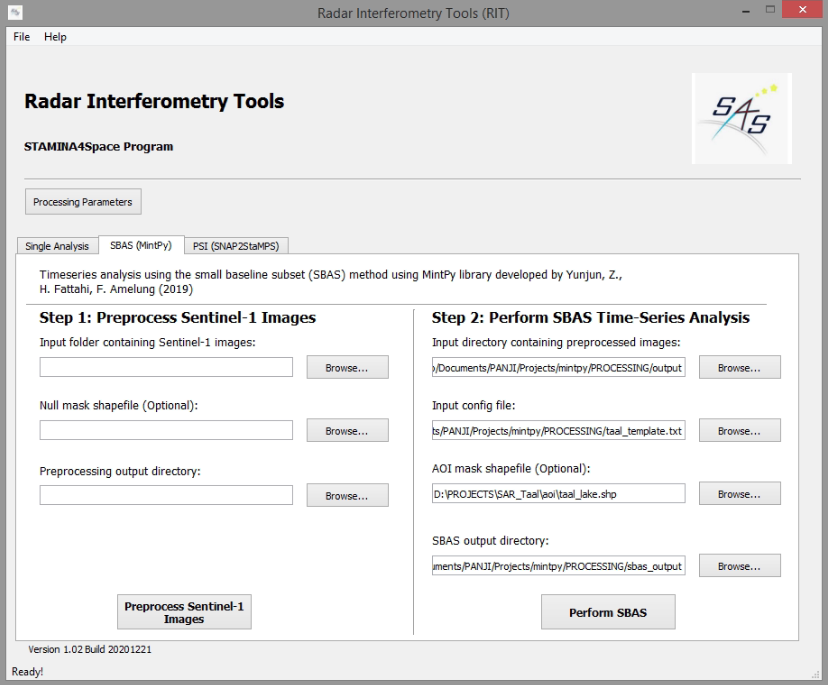 Radar Interferometry Tools (RIT)
File Help
Radar Interferometry Tools
SAS
STAMINA4Space Program
Processing Parameters
Single Analysis SBAS (MintPy) PSI (SNAP2StaMPS)
Timeseries analysis using the small baseline subset (SBAS) method using MintPy library developed by Yunjun, Z.,
H. Fattahi, F. Amelung (2019)
Step 1: Preprocess Sentinel-1 Images
Input folder containing Sentinel-1 images:
Browse...
Null mask shapefile (Optional):
Browse...
Preprocessing output directory:
Browse...
Preprocess Sentinel-1
Images
Step 2: Perform SBAS Time-Series Analysis
Input directory containing preprocessed images:
/Documents/PANJI/Projects/mintpy/PROCESSING/output Browse...
Input config file:
ts/PANJI/Projects/mintpy/PROCESSING/taal_template.txt Browse...
AOI mask shapefile (Optional):
D:\PROJECTS\SAR_Taal\aoi\taal_lake.shp Browse...
SBAS output directory:
uments/PANJI/Projects/mintpy/PROCESSING/sbas_output Browse...
Perform SBAS
Version 1.02 Build 20201221
Ready!